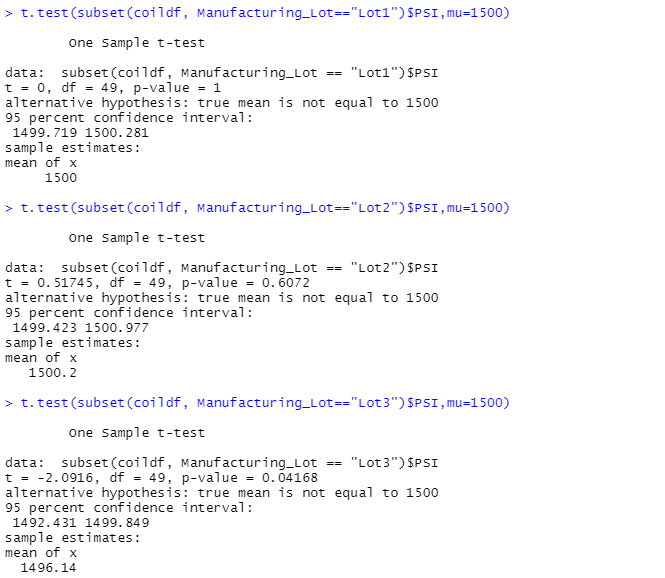 > t.test(subset(coildf, Manufacturing_Lot=="Lot1")$PSI,mu=1500)
One Sample t-test
data:  subset(coildf, Manufacturing_Lot == "Lot1")$PSI
t = 0, df = 49, p-value = 1
alternative hypothesis: true mean is not equal to 1500
95 percent confidence interval:
1499.719 1500.281
sample estimates:
mean of x
1500
> t.test(subset(coildf, Manufacturing_Lot=="Lot2")$PSI,mu=1500)
One Sample t-test
data:  subset(coildf, Manufacturing_Lot == "Lot2")$PSI
t = 0.51745, df = 49, p-value = 0.6072
alternative hypothesis: true mean is not equal to 1500
95 percent confidence interval:
1499.423 1500.977
sample estimates:
mean of x
1500.2
> t.test(subset(coildf, Manufacturing_Lot=="Lot3")$PSI,mu=1500)
One Sample t-test
data:  subset(coildf, Manufacturing_Lot == "Lot3")$PSI
t = -2.0916, df = 49, p-value = 0.04168
alternative hypothesis: true mean is not equal to 1500
95 percent confidence interval:
1492.431 1499.849
sample estimates:
mean of x
1496.14